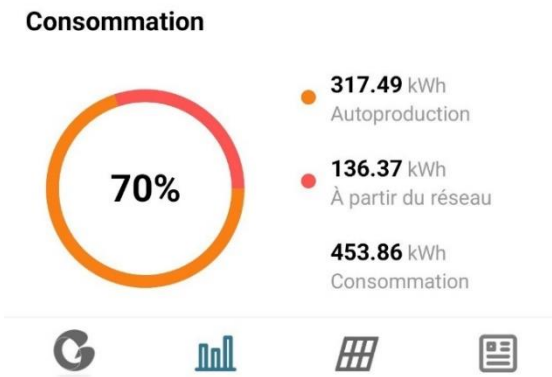 Consommation
70%
317.49 kWh
Autoproduction
136.37 kWh
À partir du réseau
453.86 kWh
Consommation